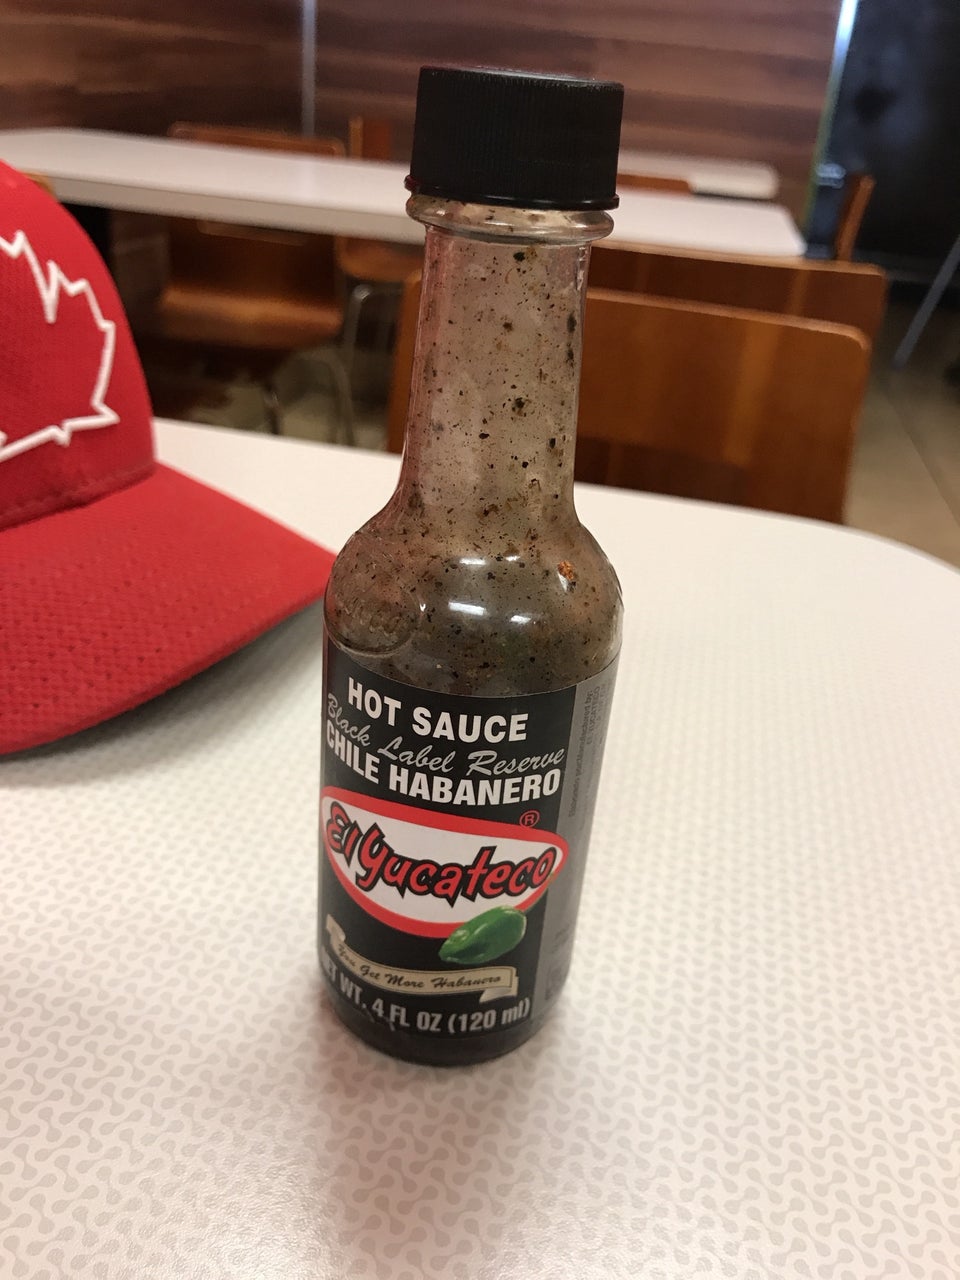 HOT SAUCE
Black Label Reserve
CHILE HABANERO
®
El Yucateco
You Get More Habanero
NET WT. 4 FL OZ (120 ml)